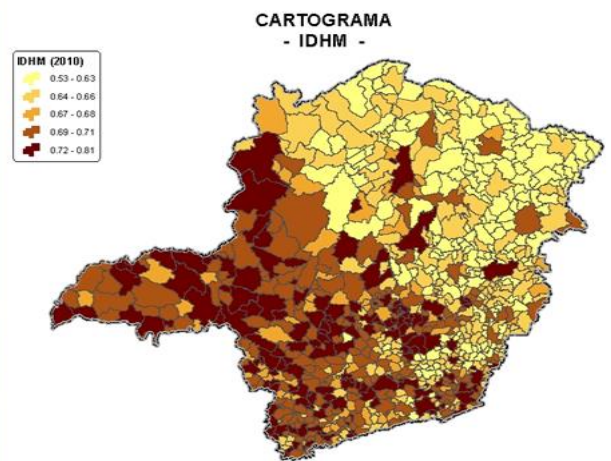 CARTOGRAMA
- IDHM -
IDHM (2010)
0.53 - 0.63
0.64 - 0.66
0.67 - 0.68
0.69 - 0.71
0.72 - 0.81